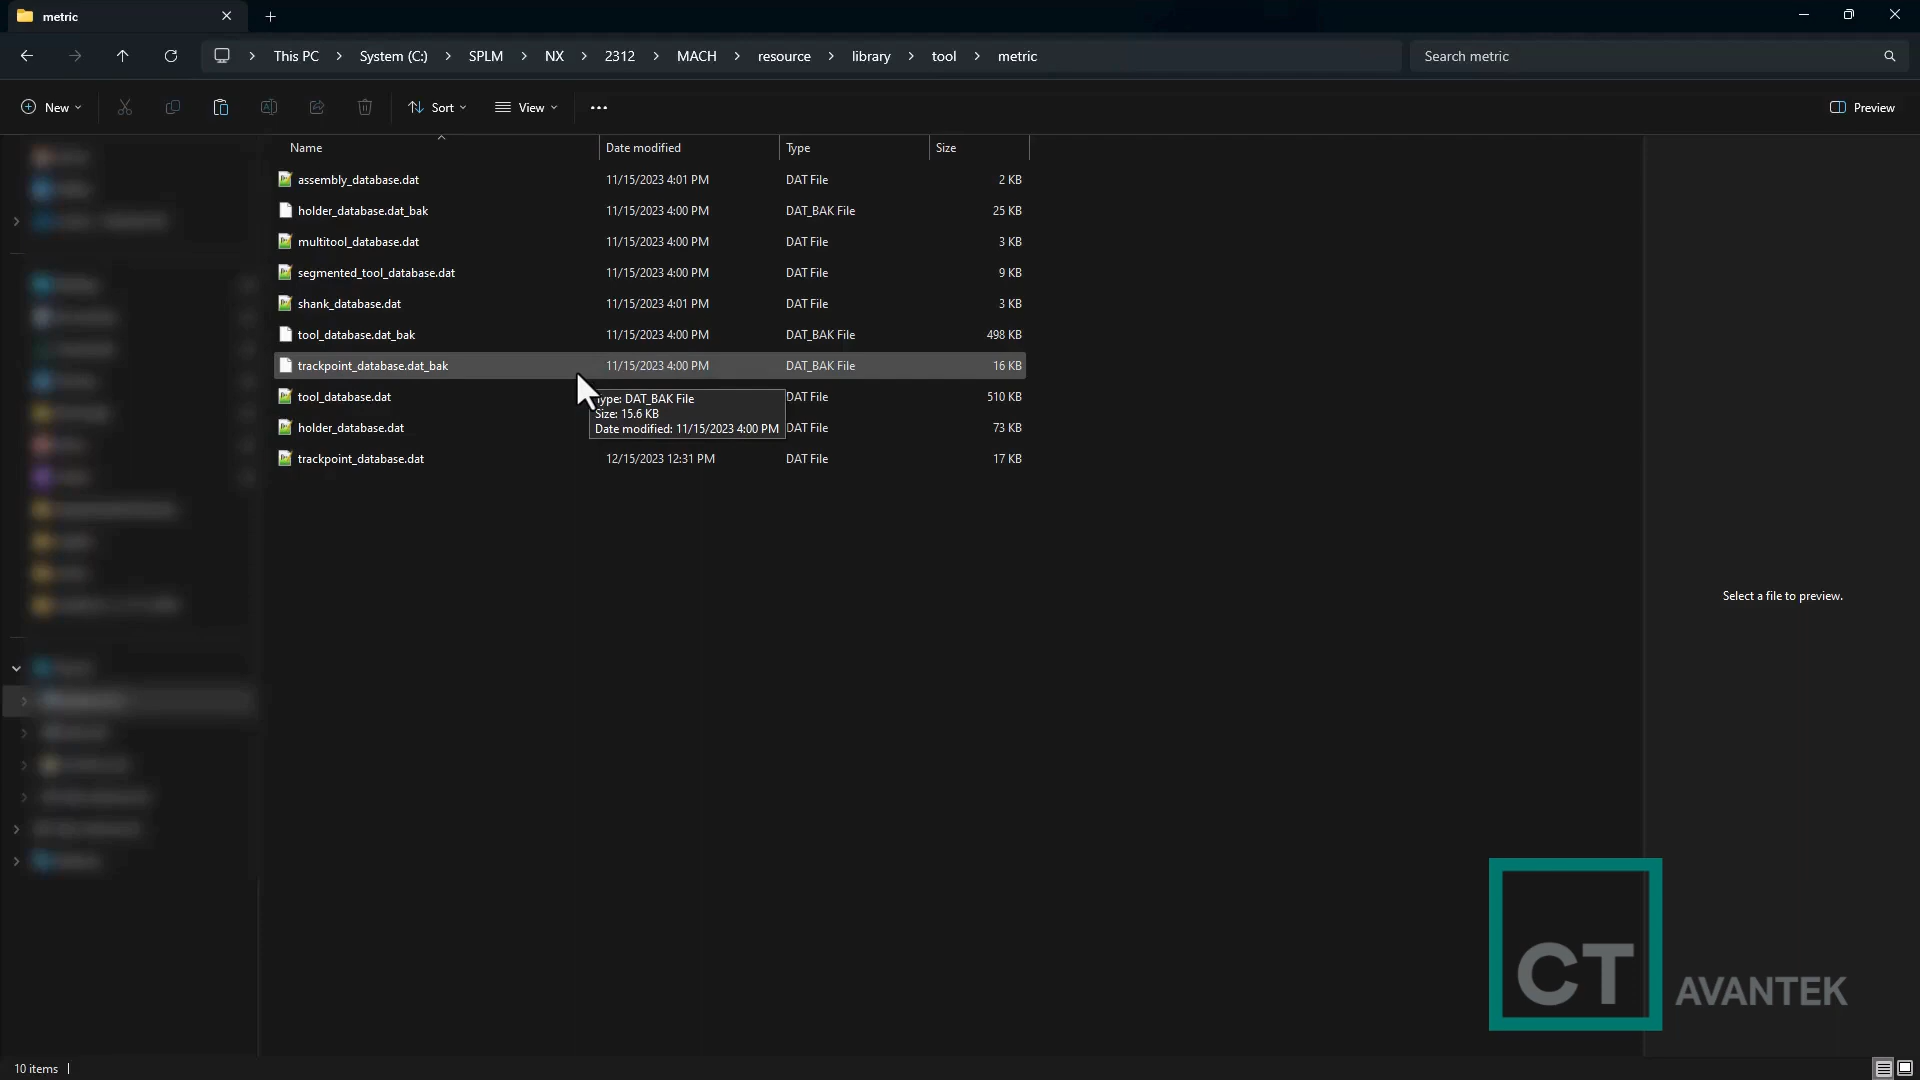 metric
This PC > System (C:) > SPLM > NX > 2312 > MACH > resource > library > tool > metric
Search metric
New
Sort
View
Preview
Name Date modified Type Size
assembly_database.dat 11/15/2023 4:01 PM DAT File 2 KB
holder_database.dat_bak 11/15/2023 4:00 PM DAT_BAK File 25 KB
multitool_database.dat 11/15/2023 4:00 PM DAT File 3 KB
segmented_tool_database.dat 11/15/2023 4:00 PM DAT File 9 KB
shank_database.dat 11/15/2023 4:01 PM DAT File 3 KB
tool_database.dat_bak 11/15/2023 4:00 PM DAT_BAK File 498 KB
trackpoint_database.dat_bak 11/15/2023 4:00 PM DAT_BAK File 16 KB
tool_database.dat DAT File 510 KB
holder_database.dat DAT File 73 KB
trackpoint_database.dat 12/15/2023 12:31 PM DAT File 17 KB
DAT_BAK File
Size: 15.6 KB
Date modified: 11/15/2023 4:00 PM
Select a file to preview.
CT
AVANTEK
10 items